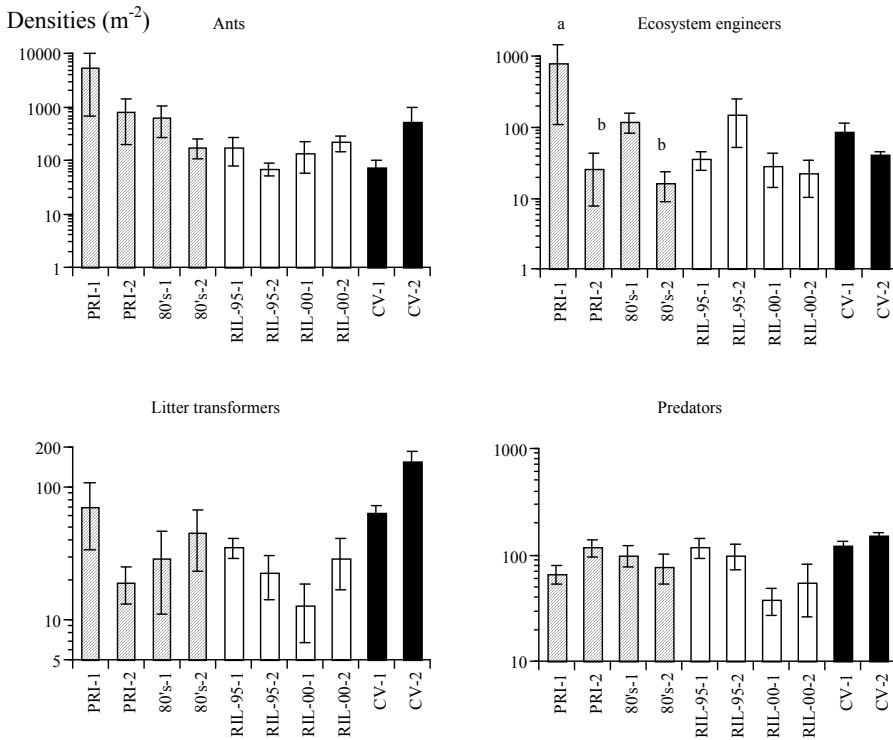 Densities (m-2)
Ants
10000
1000
100
10
1
PRI-1
PRI-2
80's-1
80's-2
RIL-95-1
RIL-95-2
RIL-00-1
RIL-00-2
CV-1
CV-2
a
Ecosystem engineers
1000
b
100
b
10
1
PRI-1
PRI-2
80's-1
80's-2
RIL-95-1
RIL-95-2
RIL-00-1
RIL-00-2
CV-1
CV-2
Litter transformers
200
100
10
5
PRI-1
PRI-2
80's-1
80's-2
RIL-95-1
RIL-95-2
RIL-00-1
RIL-00-2
CV-1
CV-2
Predators
1000
100
10
PRI-1
PRI-2
80's-1
80's-2
RIL-95-1
RIL-95-2
RIL-00-1
RIL-00-2
CV-1
CV-2